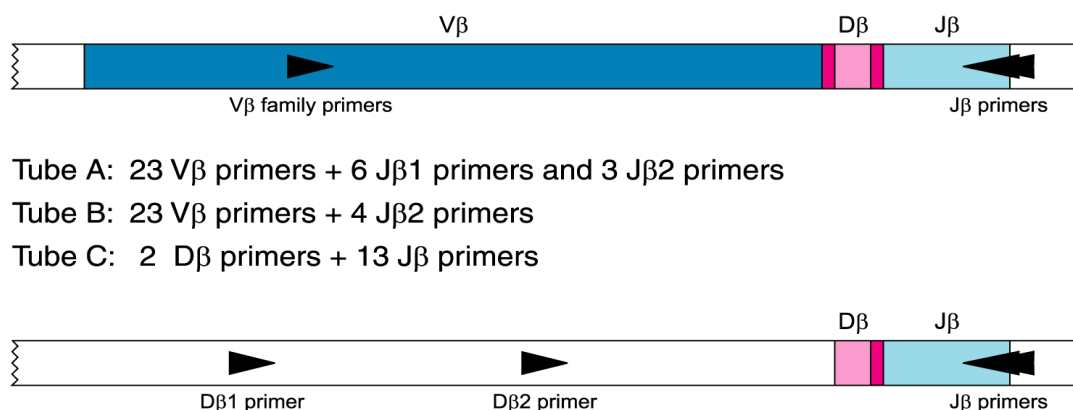 Vβ Dβ Jβ
Vβ family primers Jβ primers
Tube A: 23 Vβ primers + 6 Jβ1 primers and 3 Jβ2 primers
Tube B: 23 Vβ primers + 4 Jβ2 primers
Tube C: 2 Dβ primers + 13 Jβ primers
Dβ Jβ
Dβ1 primer Dβ2 primer Jβ primers